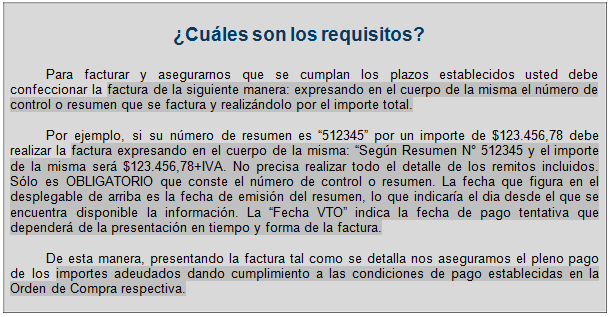 ¿Cuáles son los requisitos?
Para facturar y asegurarnos que se cumplan los plazos establecidos usted debe
confeccionar la factura de la siguiente manera: expresando en el cuerpo de la misma el número de
control o resumen que se factura y realizándolo por el importe total.
Por ejemplo, si su número de resumen es “512345” por un importe de $123.456,78 debe
realizar la factura expresando en el cuerpo de la misma: “Según Resumen N° 512345 y el importe
de la misma será $123.456,78+IVA. No precisa realizar todo el detalle de los remitos incluidos.
Sólo es OBLIGATORIO que conste el número de control o resumen. La fecha que figura en el
desplegable de arriba es la fecha de emisión del resumen, lo que indicaría el dia desde el que se
encuentra disponible la información. La “Fecha VTO” indica la fecha de pago tentativa que
dependerá de la presentación en tiempo y forma de la factura.
De esta manera, presentando la factura tal como se detalla nos aseguramos el pleno pago
de los importes adeudados dando cumplimiento a las condiciones de pago establecidas en la
Orden de Compra respectiva.